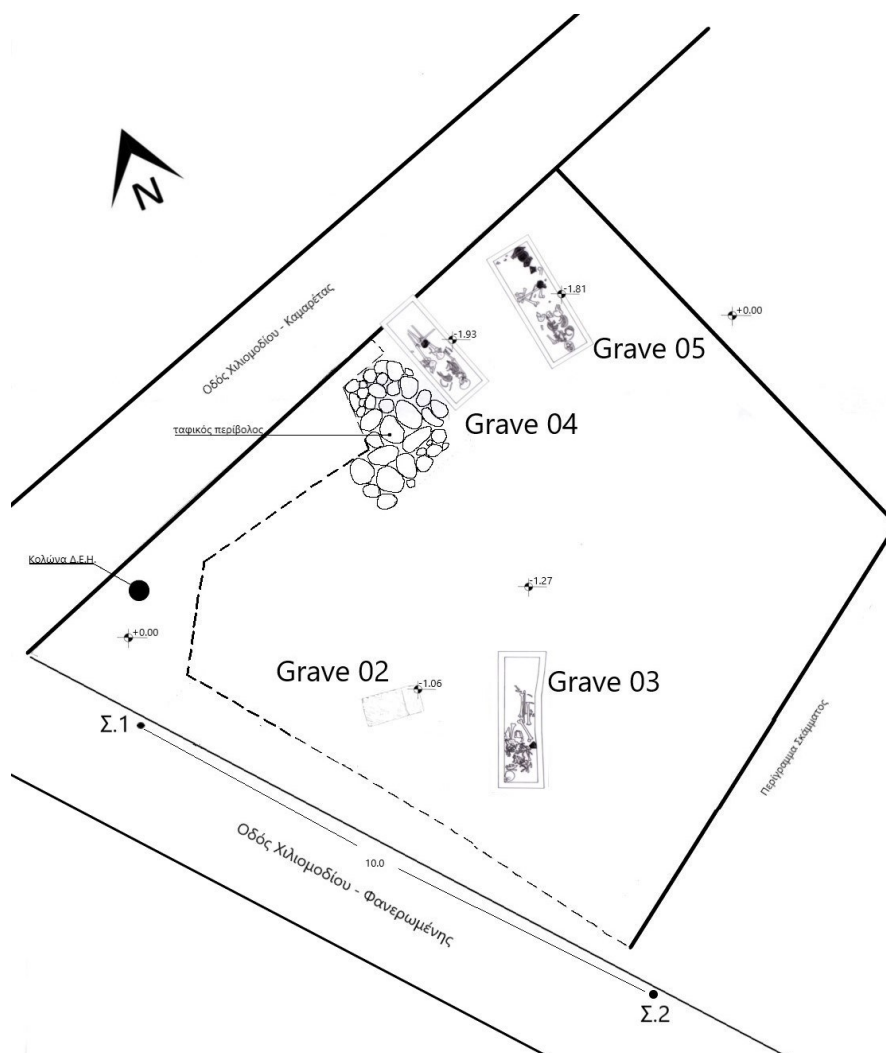 N
Οδός Χιλιομοδίου - Καμαρέτας
-1.81
+0.00
-1.93
Grave 05
Grave 04
ταφικός περίβολος
Κολώνα Δ.Ε.Η.
-1.27
+0.00
Grave 02
-1.06
Grave 03
Σ.1
Περίγραμμα Σκάμματος
10.0
Οδός Χιλιομοδίου - Φανερωμένης
Σ.2